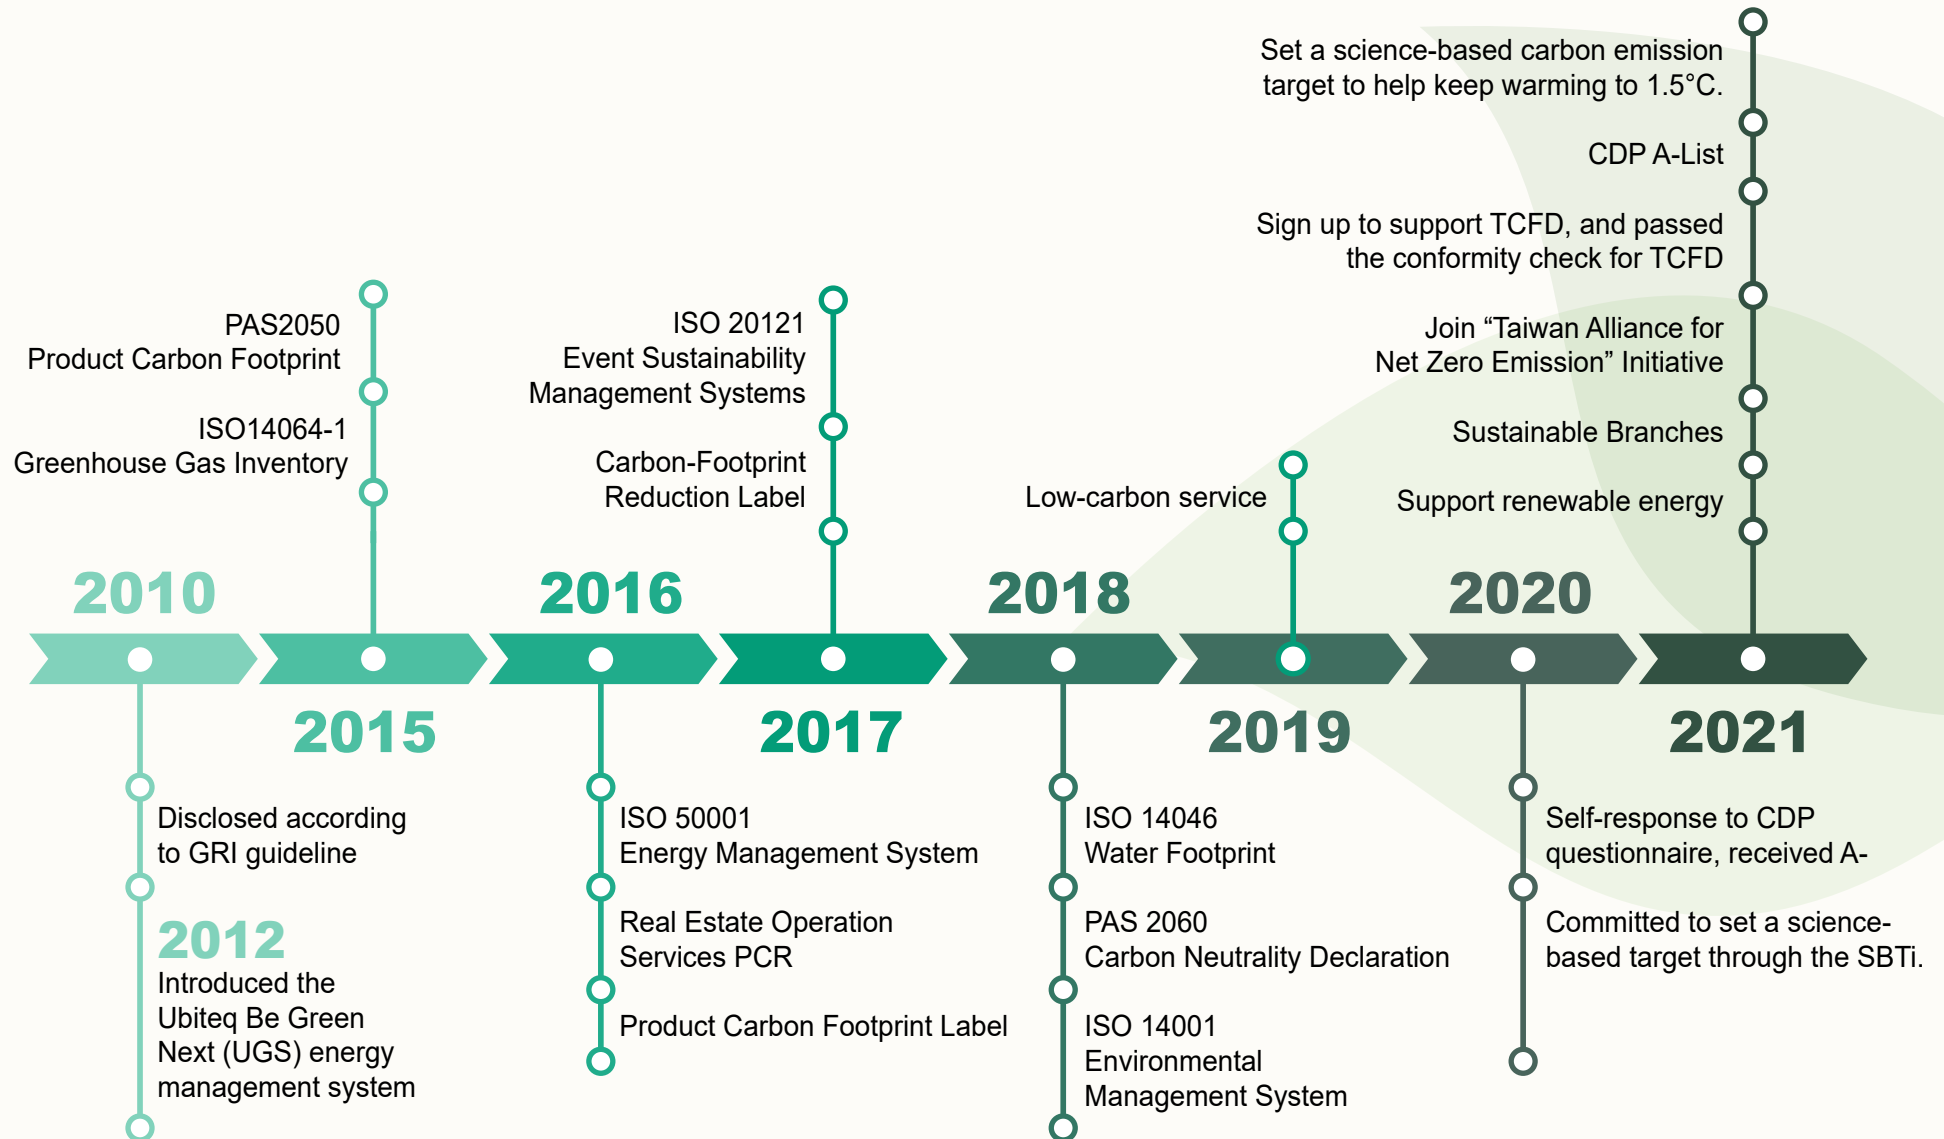 2010
Disclosed according
to GRI guideline
2012
Introduced the
Ubiteq Be Green
Next (UGS) energy
management system
PAS2050
Product Carbon Footprint
ISO14064-1
Greenhouse Gas Inventory
2015
2016
ISO 50001
Energy Management System
Real Estate Operation
Services PCR
Product Carbon Footprint Label
ISO 20121
Event Sustainability
Management Systems
Carbon-Footprint
Reduction Label
2017
2018
ISO 14046
Water Footprint
PAS 2060
Carbon Neutrality Declaration
ISO 14001
Environmental
Management System
Low-carbon service
2019
2020
Self-response to CDP
questionnaire, received A-
Committed to set a science-
based target through the SBTi.
Set a science-based carbon emission
target to help keep warming to 1.5°C.
CDP A-List
Sign up to support TCFD, and passed
the conformity check for TCFD
Join “Taiwan Alliance for
Net Zero Emission” Initiative
Sustainable Branches
Support renewable energy
2021